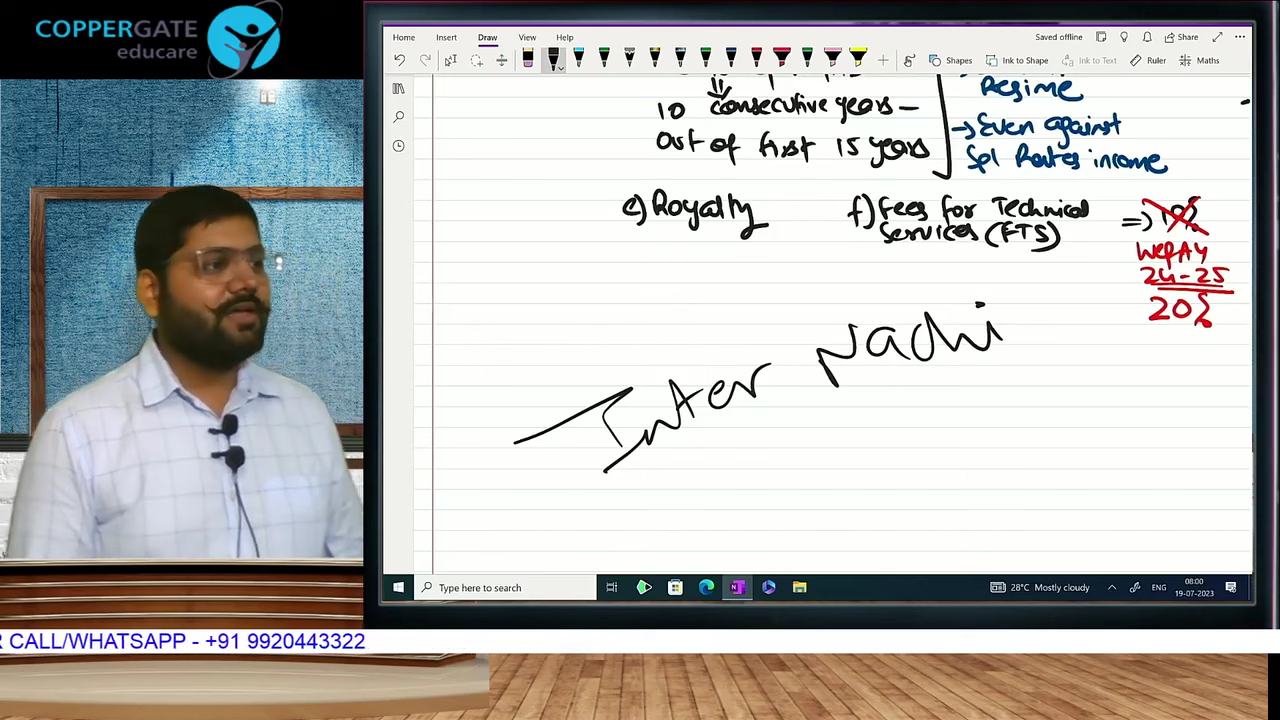 COPPERGATE
educare
Saved offline
Share
Home Insert Draw View Help
Shapes Ink to Shape Ink to Text Ruler Maths
Regime
10 consecutive years –
→ Even against
out of first 15 years
Spl Rates income
e) Royalty
f) Fees for Technical
Services (FTS)
⇒ 10%
wef AY
24-25
20%
Inter Nadhi
Type here to search
28°C Mostly cloudy
ENG
08:00
19-07-2023
R CALL/WHATSAPP - +91 9920443322